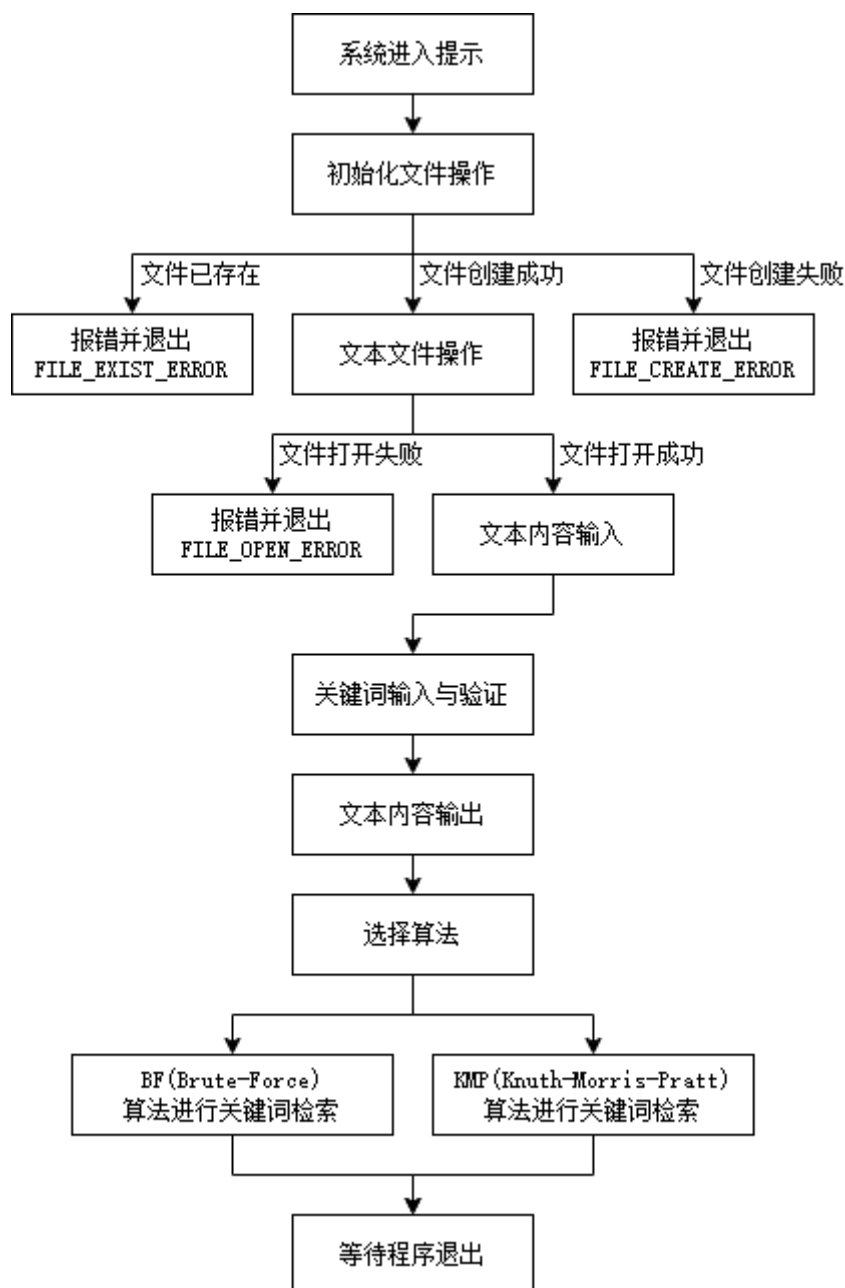 系统进入提示
初始化文件操作
文件已存在
文件创建成功
文件创建失败
报错并退出
FILE_EXIST_ERROR
文本文件操作
报错并退出
FILE_CREATE_ERROR
文件打开失败
文件打开成功
报错并退出
FILE_OPEN_ERROR
文本内容输入
关键词输入与验证
文本内容输出
选择算法
BF(Brute-Force)
算法进行关键词检索
KMP(Knuth-Morris-Pratt)
算法进行关键词检索
等待程序退出